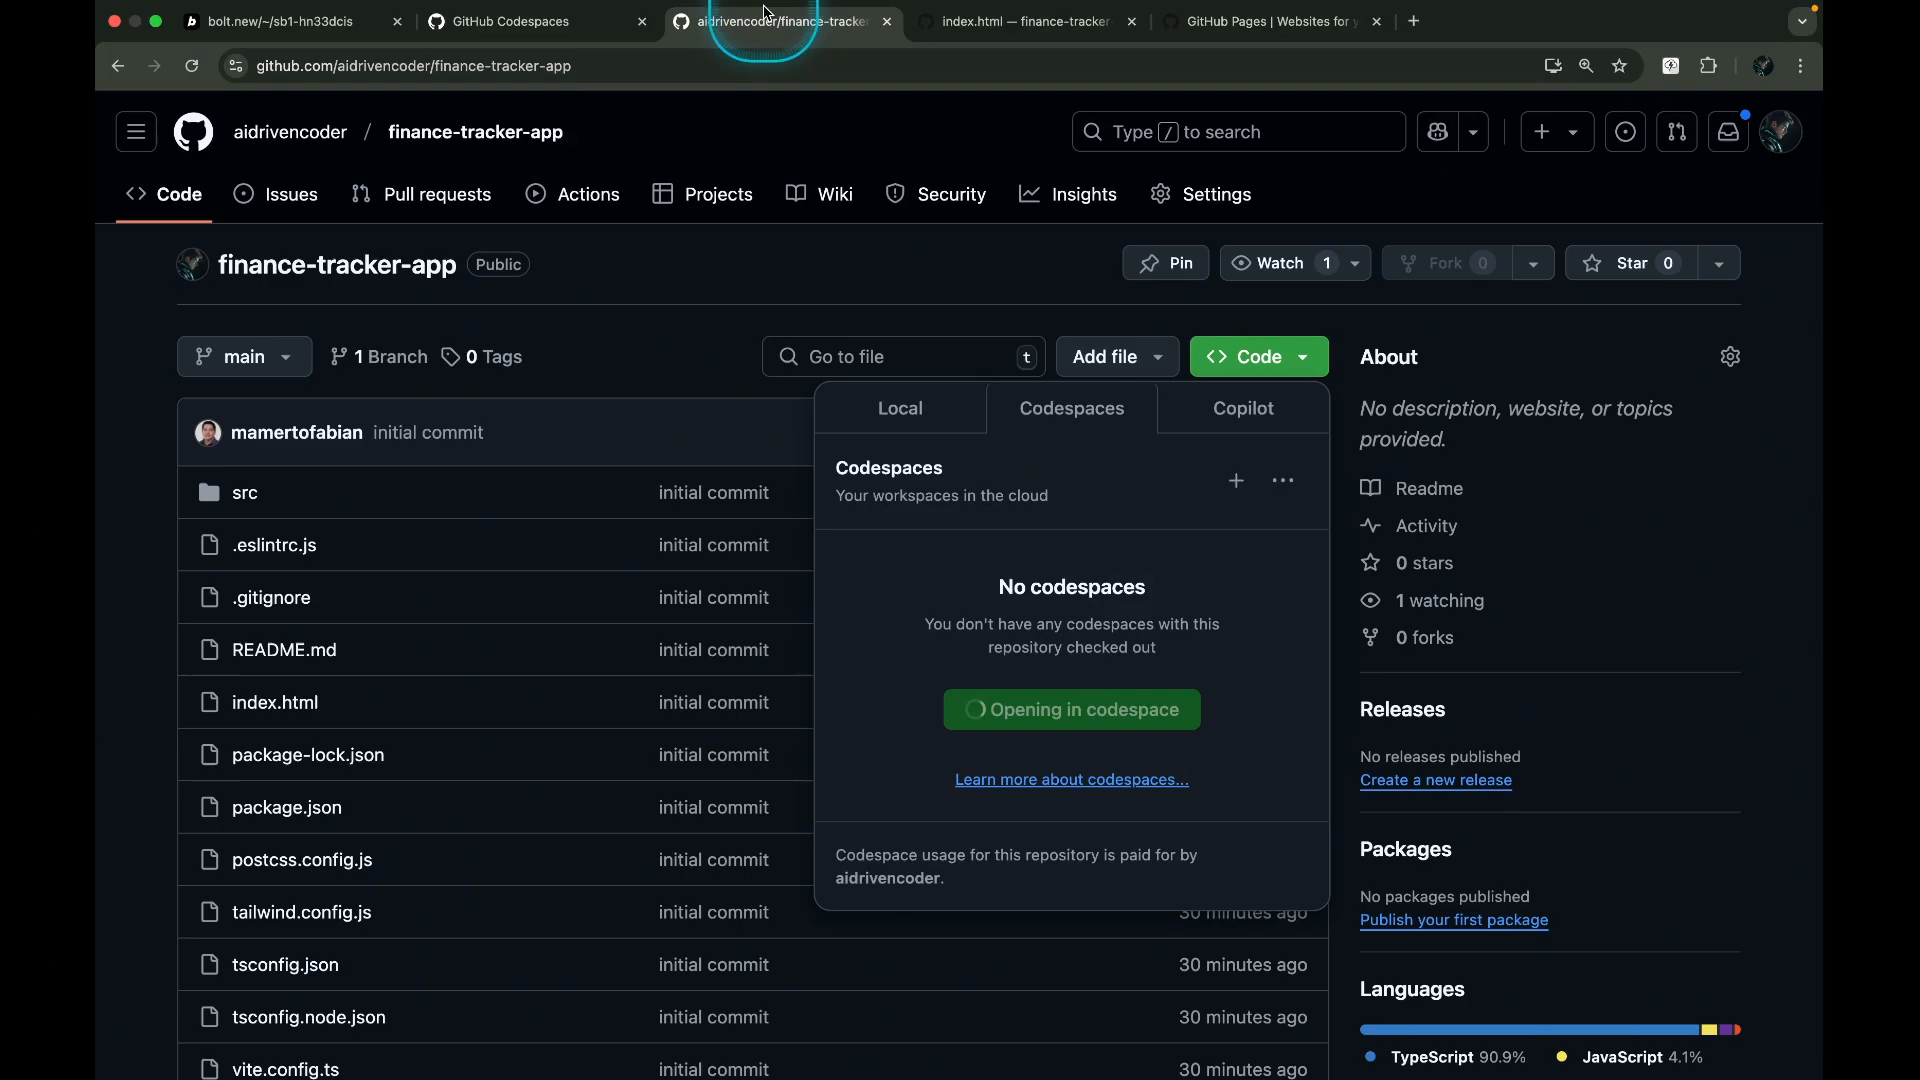 bolt.new/~/sb1-hn33dcis
GitHub Codespaces
aidrivencoder/finance-tracke
index.html — finance-tracker-
GitHub Pages | Websites for y
github.com/aidrivencoder/finance-tracker-app
aidrivencoder / finance-tracker-app
Type / to search
Code
Issues
Pull requests
Actions
Projects
Wiki
Security
Insights
Settings
finance-tracker-app
Public
Pin
Watch 1
Fork 0
Star 0
main
1 Branch
0 Tags
Go to file
t
Add file
Code
mamertofabian initial commit
src initial commit
.eslintrc.js initial commit
.gitignore initial commit
README.md initial commit
index.html initial commit
package-lock.json initial commit
package.json initial commit
postcss.config.js initial commit
tailwind.config.js initial commit 30 minutes ago
tsconfig.json initial commit 30 minutes ago
tsconfig.node.json initial commit 30 minutes ago
vite.config.ts initial commit 30 minutes ago
Local
Codespaces
Copilot
Codespaces
Your workspaces in the cloud
No codespaces
You don't have any codespaces with this
repository checked out
Opening in codespace
Learn more about codespaces...
Codespace usage for this repository is paid for by
aidrivencoder.
About
No description, website, or topics
provided.
Readme
Activity
0 stars
1 watching
0 forks
Releases
No releases published
Create a new release
Packages
No packages published
Publish your first package
Languages
TypeScript 90.9%
JavaScript 4.1%